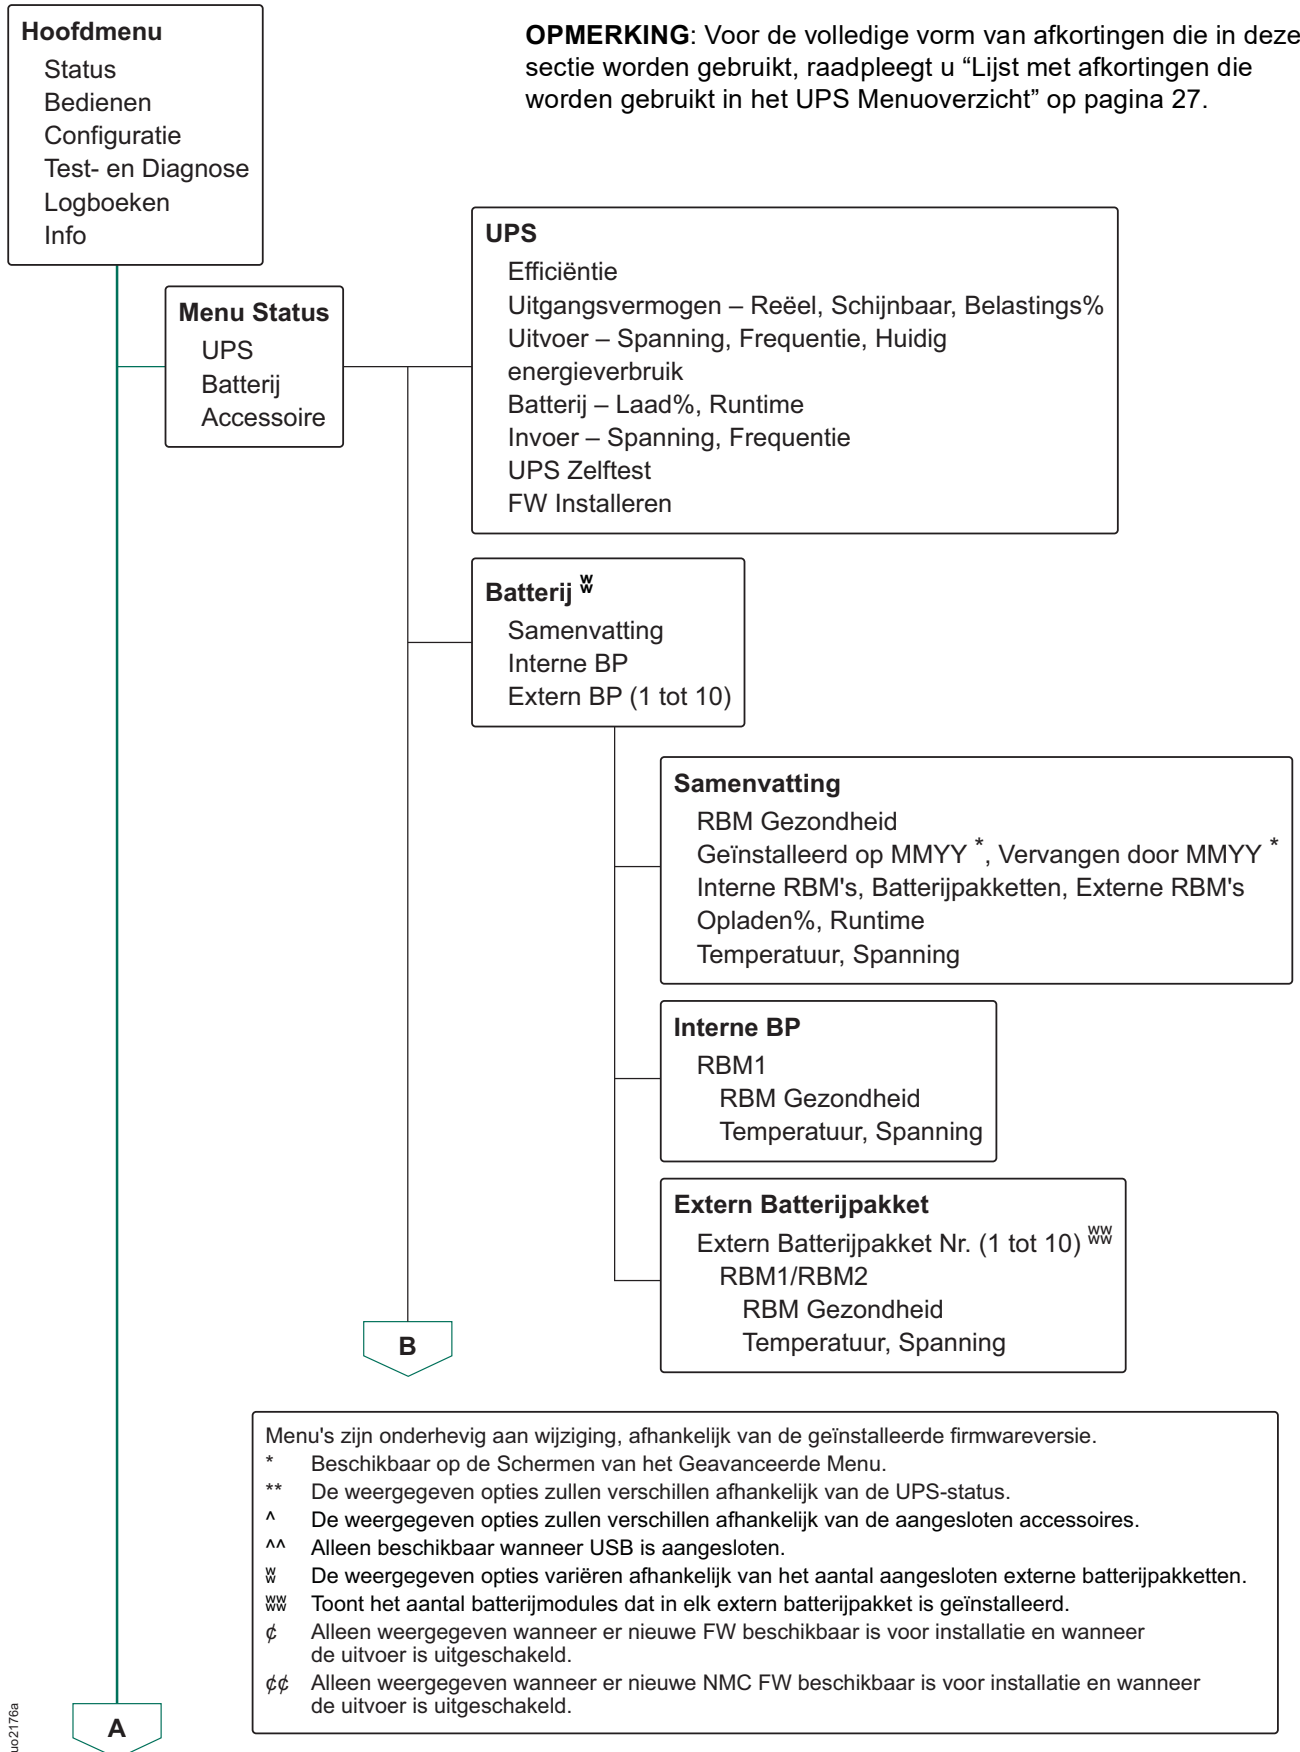 Hoofdmenu
Status
Bedienen
Configuratie
Test- en Diagnose
Logboeken
Info
OPMERKING: Voor de volledige vorm van afkortingen die in deze
sectie worden gebruikt, raadpleegt u “Lijst met afkortingen die
worden gebruikt in het UPS Menuoverzicht” op pagina 27.
Menu Status
UPS
Batterij
Accessoire
UPS
Efficiëntie
Uitgangsvermogen – Reëel, Schijnbaar, Belastings%
Uitvoer – Spanning, Frequentie, Huidig
energieverbruik
Batterij – Laad%, Runtime
Invoer – Spanning, Frequentie
UPS Zelftest
FW Installeren
Batterij ʬ
Samenvatting
Interne BP
Extern BP (1 tot 10)
Samenvatting
RBM Gezondheid
Geïnstalleerd op MMYY *, Vervangen door MMYY *
Interne RBM's, Batterijpakketten, Externe RBM's
Opladen%, Runtime
Temperatuur, Spanning
Interne BP
RBM1
RBM Gezondheid
Temperatuur, Spanning
Extern Batterijpakket
Extern Batterijpakket Nr. (1 tot 10) ʬʬ
RBM1/RBM2
RBM Gezondheid
Temperatuur, Spanning
B
Menu's zijn onderhevig aan wijziging, afhankelijk van de geïnstalleerde firmwareversie.
* Beschikbaar op de Schermen van het Geavanceerde Menu.
** De weergegeven opties zullen verschillen afhankelijk van de UPS-status.
^ De weergegeven opties zullen verschillen afhankelijk van de aangesloten accessoires.
^^ Alleen beschikbaar wanneer USB is aangesloten.
ʬ De weergegeven opties variëren afhankelijk van het aantal aangesloten externe batterijpakketten.
ʬʬ Toont het aantal batterijmodules dat in elk extern batterijpakket is geïnstalleerd.
¢ Alleen weergegeven wanneer er nieuwe FW beschikbaar is voor installatie en wanneer
de uitvoer is uitgeschakeld.
¢¢ Alleen weergegeven wanneer er nieuwe NMC FW beschikbaar is voor installatie en wanneer
de uitvoer is uitgeschakeld.
A
uo2176a